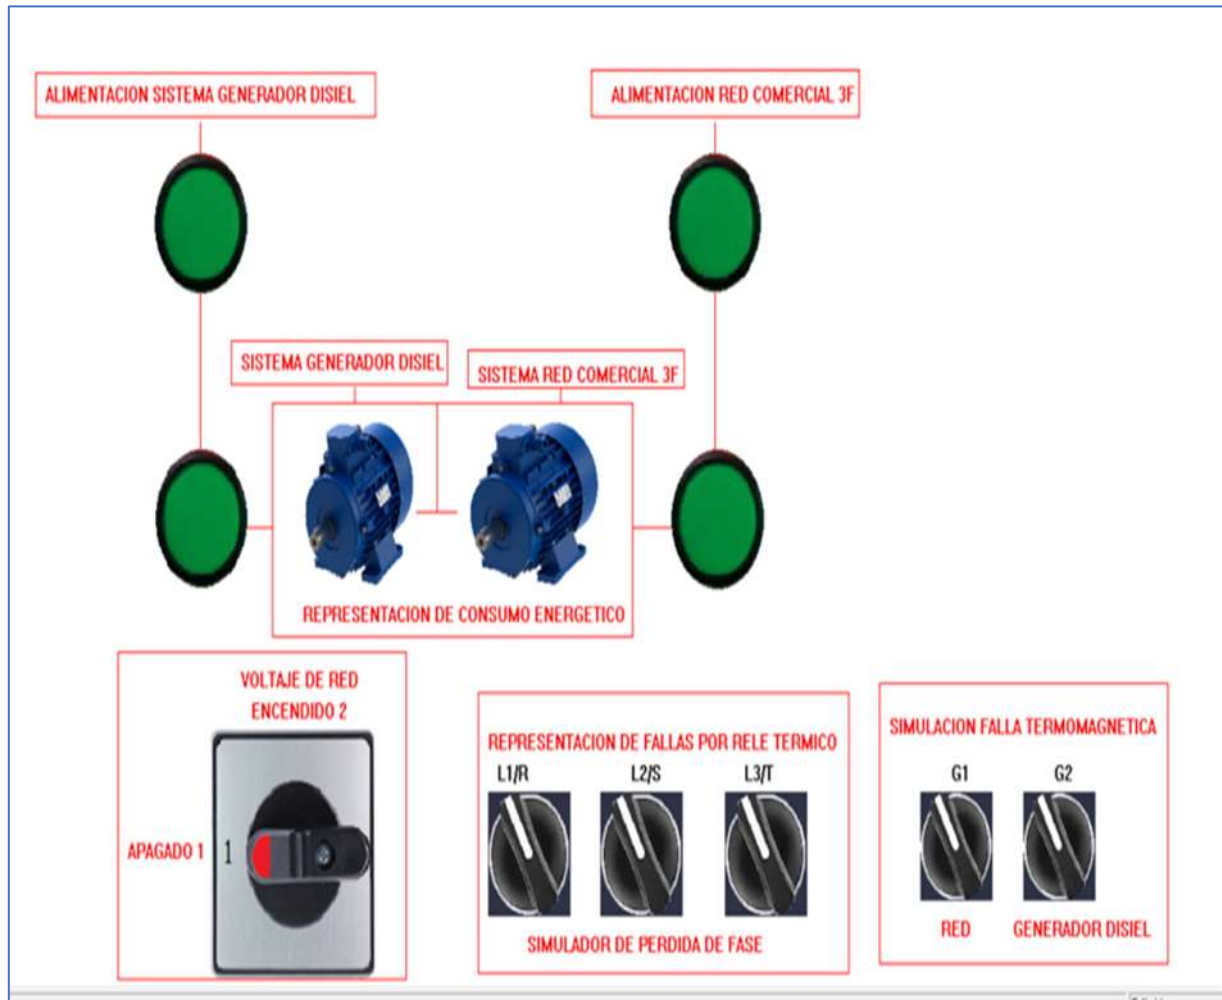 ALIMENTACION SISTEMA GENERADOR DISIEL
ALIMENTACION RED COMERCIAL 3F
SISTEMA GENERADOR DISIEL
SISTEMA RED COMERCIAL 3F
REPRESENTACION DE CONSUMO ENERGETICO
VOLTAJE DE RED
ENCENDIDO 2
APAGADO 1
1
REPRESENTACION DE FALLAS POR RELE TERMICO
L1/R L2/S L3/T
SIMULADOR DE PERDIDA DE FASE
SIMULACION FALLA TERMOMAGNETICA
G1 G2
RED GENERADOR DISIEL